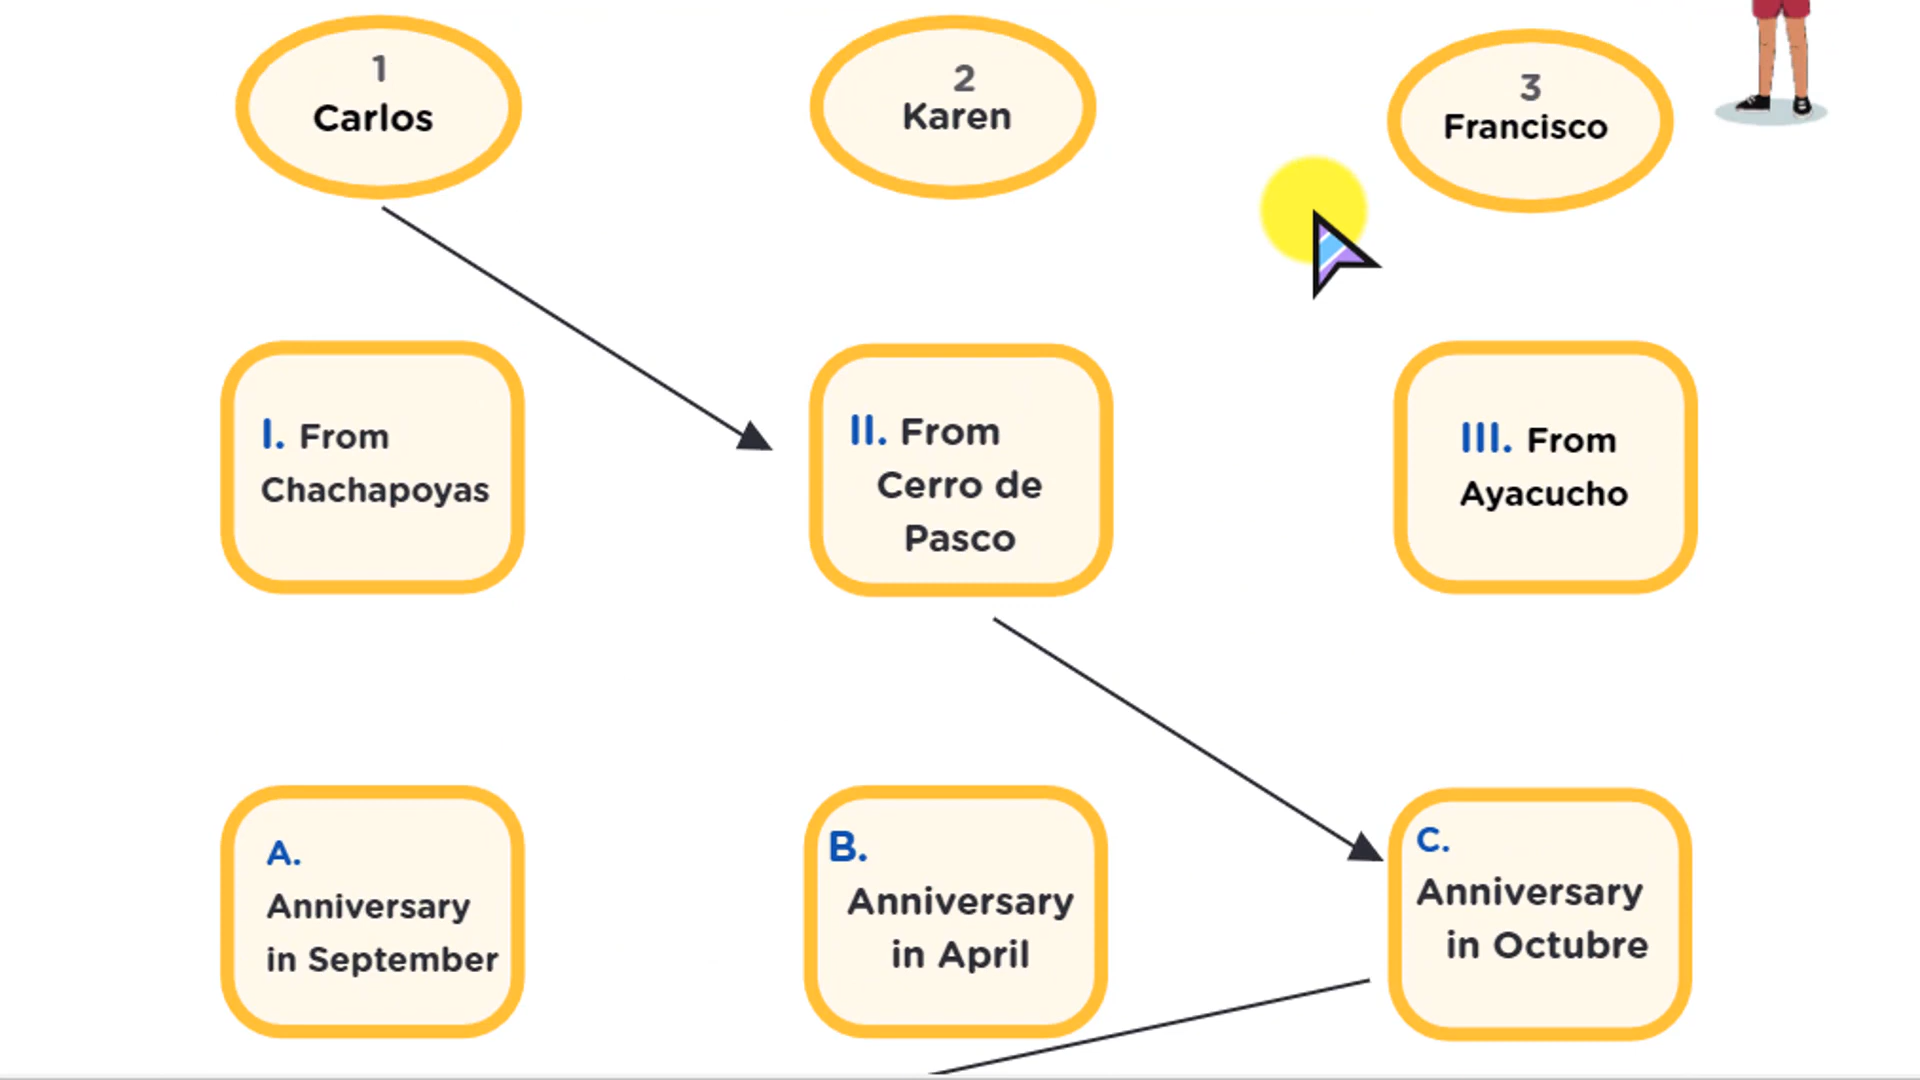 1
Carlos
2
Karen
3
Francisco
I. From
Chachapoyas
II. From
Cerro de
Pasco
III. From
Ayacucho
A.
Anniversary
in September
B.
Anniversary
in April
C.
Anniversary
in Octubre